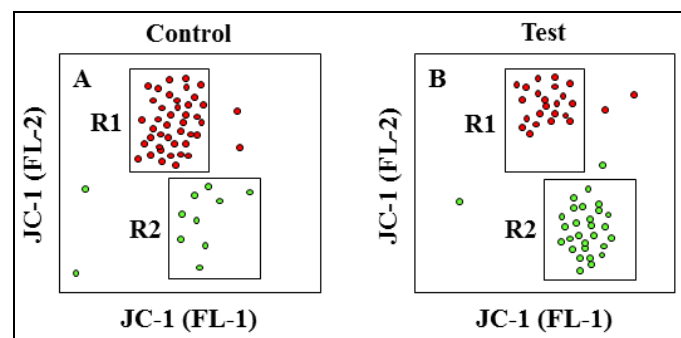 Control
A
R1
R2
JC-1 (FL-2)
JC-1 (FL-1)
Test
B
R1
R2
JC-1 (FL-2)
JC-1 (FL-1)